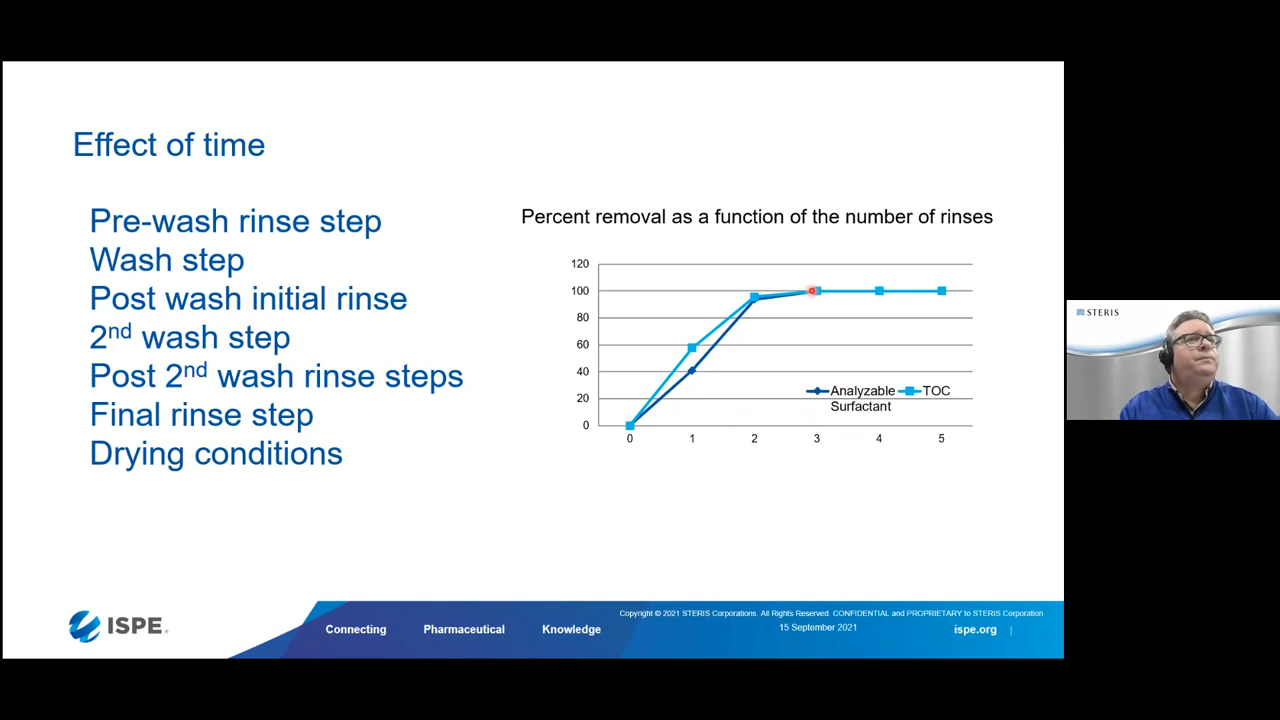 Effect of time
Pre-wash rinse step
Wash step
Post wash initial rinse
2nd wash step
Post 2nd wash rinse steps
Final rinse step
Drying conditions
Percent removal as a function of the number of rinses
120
100
80
60
40
20
0
0 1 2 3 4 5
Analyzable Surfactant
TOC
STERIS
ISPE
Connecting Pharmaceutical Knowledge
Copyright © 2021 STERIS Corporations. All Rights Reserved. CONFIDENTIAL and PROPRIETARY to STERIS Corporation
15 September 2021
ispe.org |